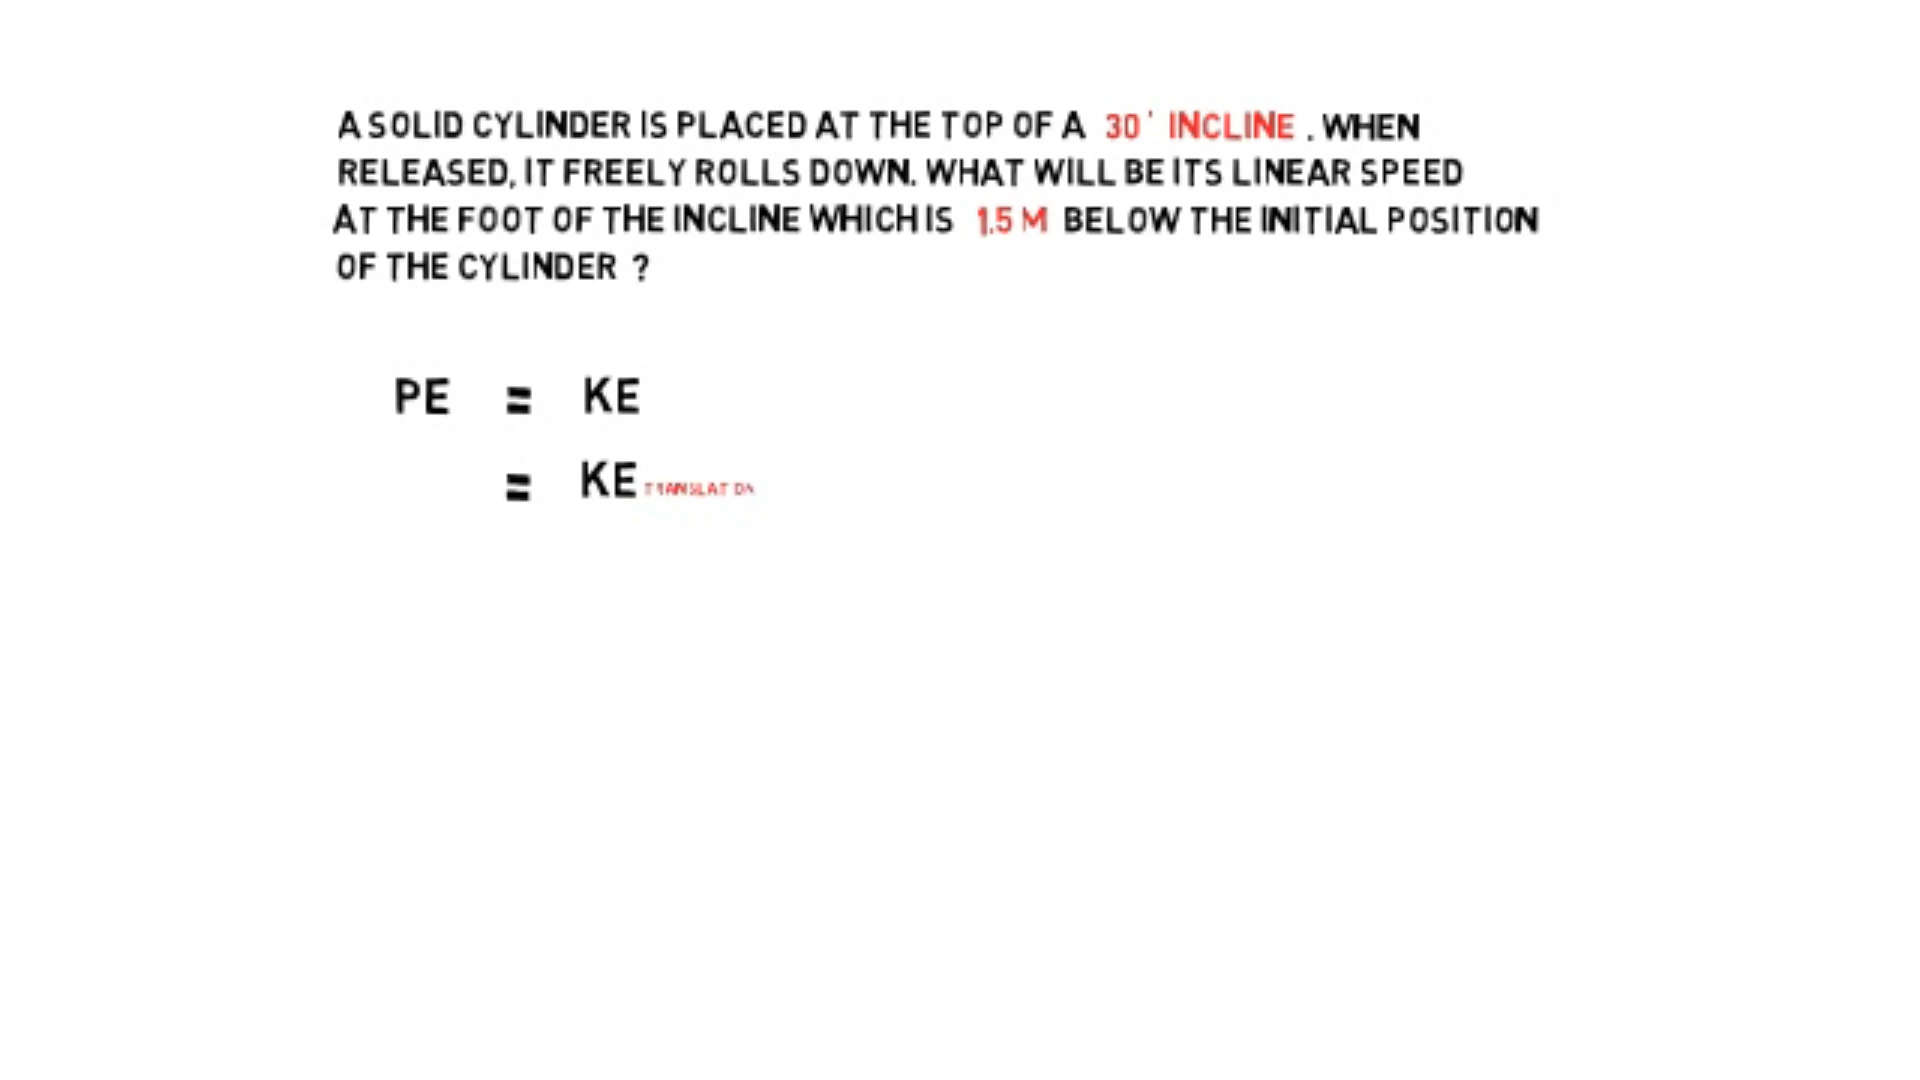 A SOLID CYLINDER IS PLACED AT THE TOP OF A 30° INCLINE . WHEN
RELEASED, IT FREELY ROLLS DOWN. WHAT WILL BE ITS LINEAR SPEED
AT THE FOOT OF THE INCLINE WHICH IS 1.5 M BELOW THE INITIAL POSITION
OF THE CYLINDER ?
PE = KE
= KE TRANSLATION